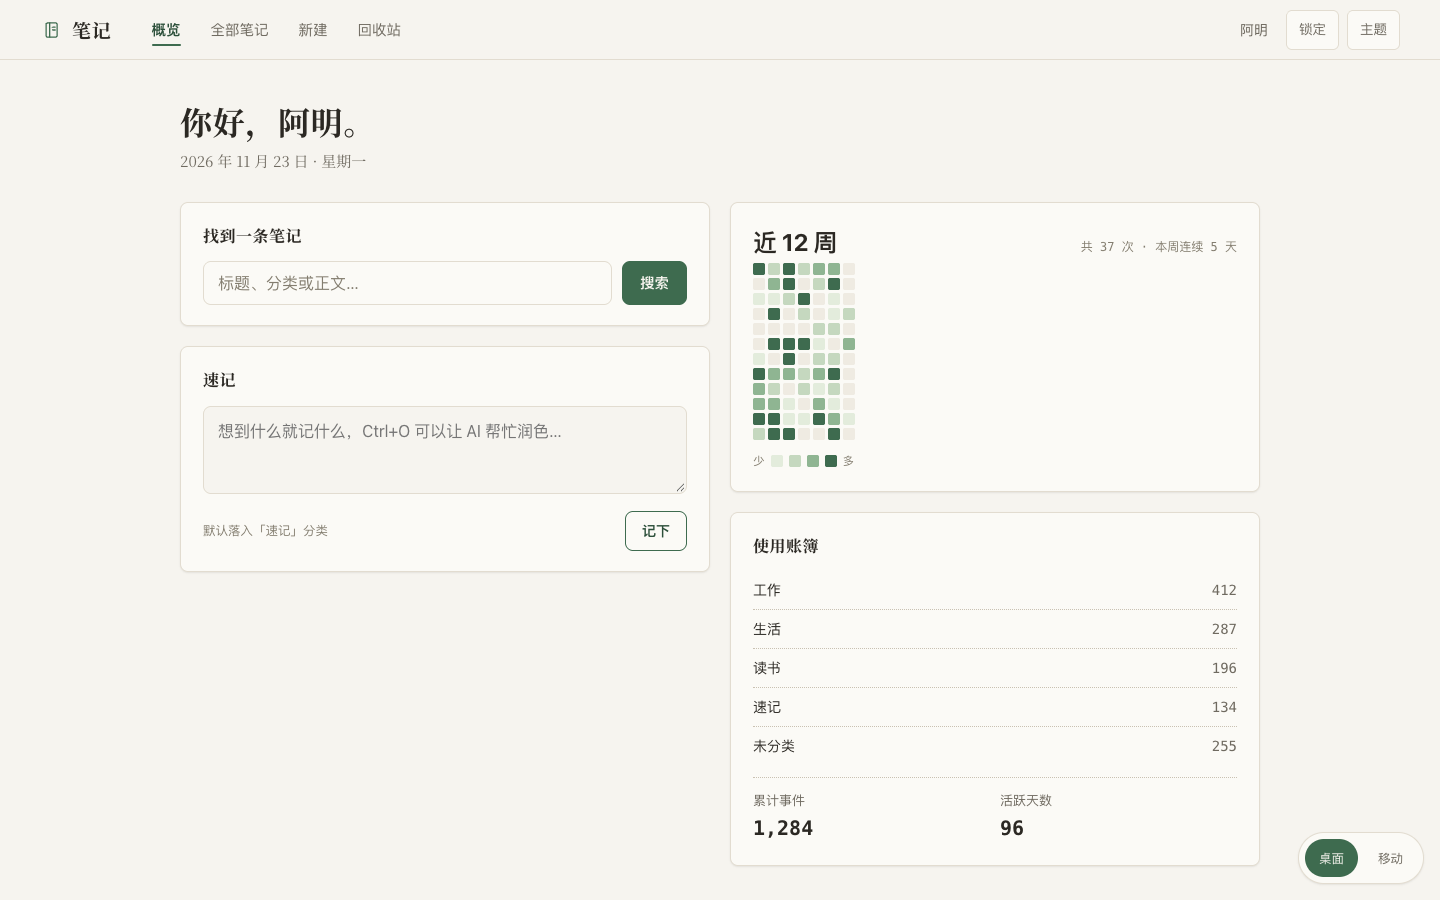 笔记
概览 全部笔记 新建 回收站
阿明 锁定 主题
你好，阿明。
2026 年 11 月 23 日 · 星期一
找到一条笔记
标题、分类或正文...
搜索
速记
想到什么就记什么，Ctrl+O 可以让 AI 帮忙润色...
默认落入「速记」分类
记下
近 12 周
共 37 次 · 本周连续 5 天
少 多
使用账簿
工作 412
生活 287
读书 196
速记 134
未分类 255
累计事件 活跃天数
1,284 96
桌面 移动